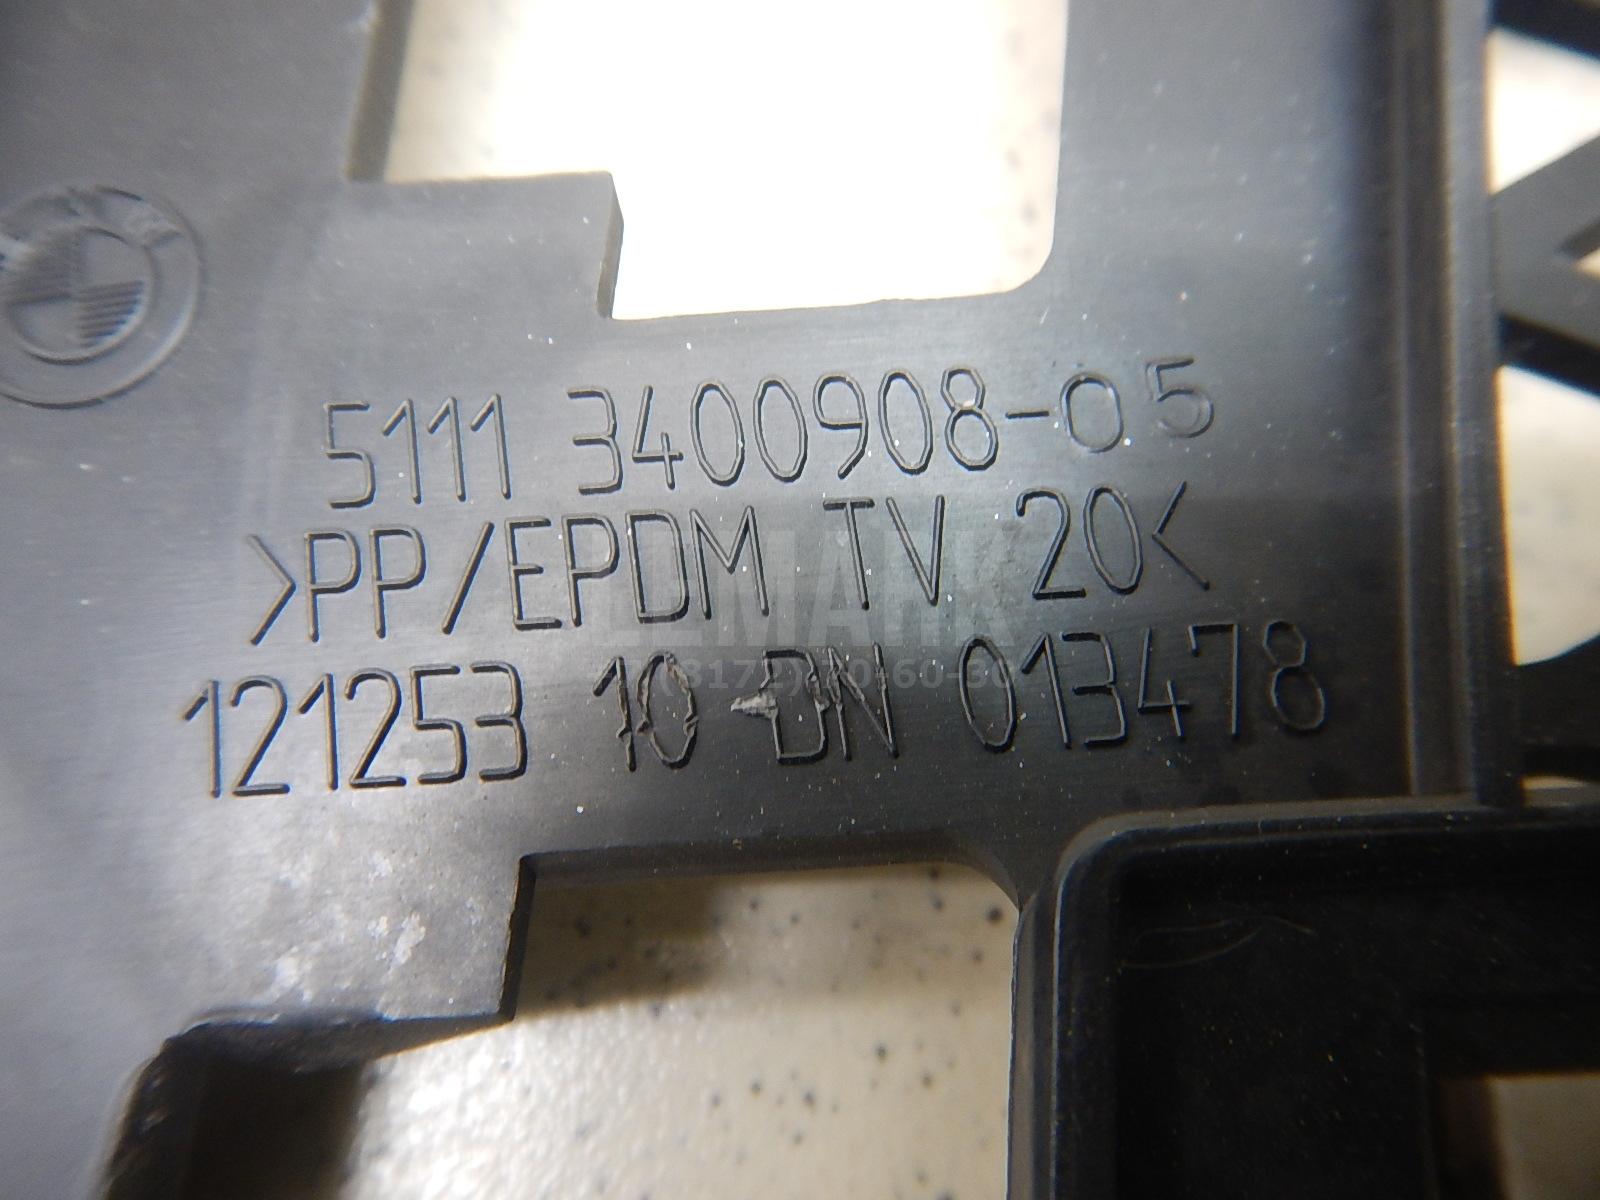 5111 3400908-05
>PP/EPDM TV 20<
121253 10 DN 013478